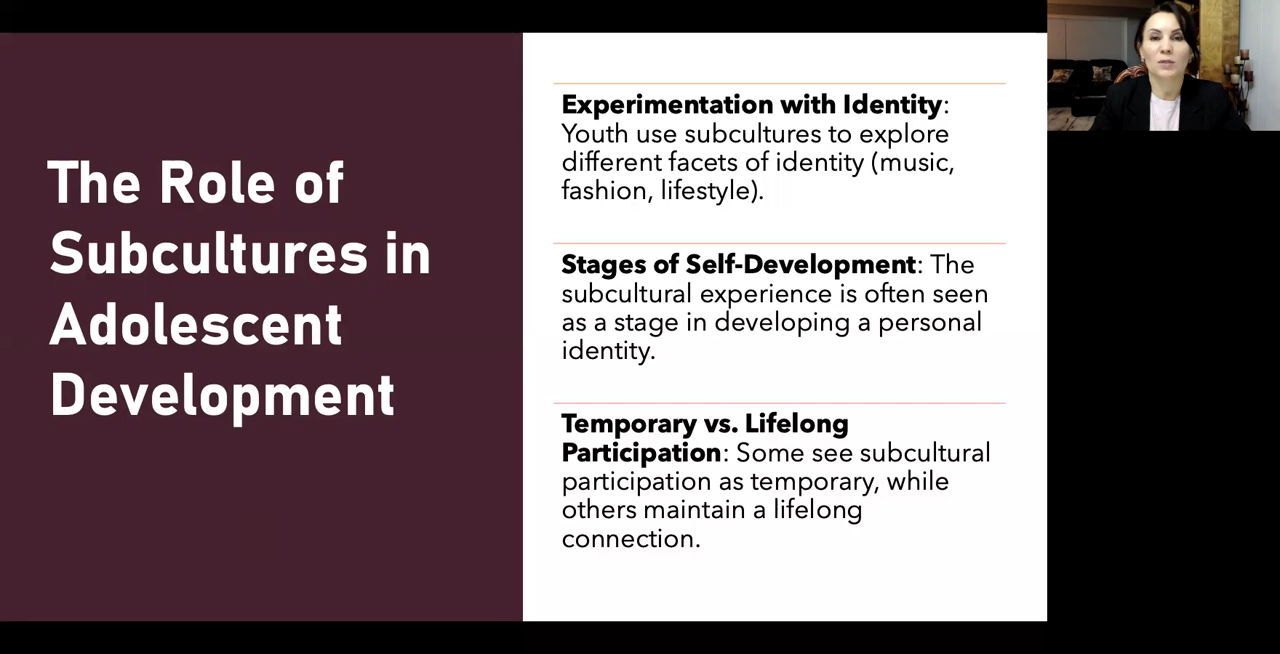 The Role of
Subcultures in
Adolescent
Development
Experimentation with Identity:
Youth use subcultures to explore
different facets of identity (music,
fashion, lifestyle).
Stages of Self-Development: The
subcultural experience is often seen
as a stage in developing a personal
identity.
Temporary vs. Lifelong
Participation: Some see subcultural
participation as temporary, while
others maintain a lifelong
connection.